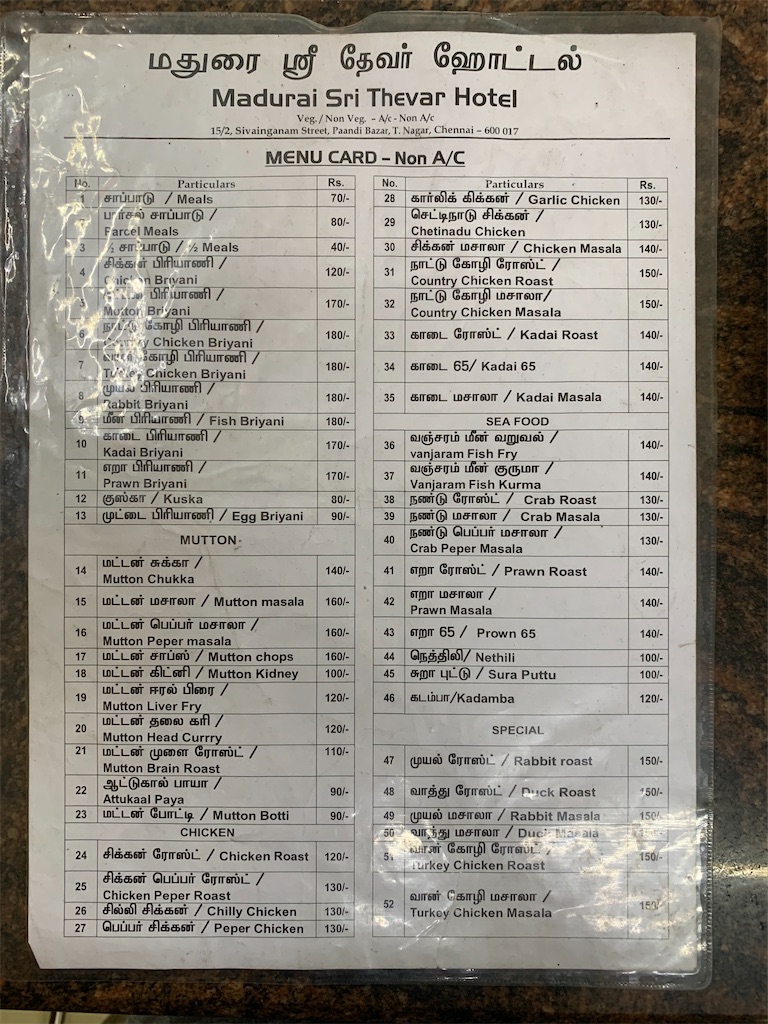 மதுரை ஸ்ரீ தேவர் ஹோட்டல்
Madurai Sri Thevar Hotel
Veg. / Non Veg. – A/c - Non A/c
15/2, Sivainganam Street, Paandi Bazar, T. Nagar, Chennai – 600 017
MENU CARD – Non A/C
No. Particulars Rs.
1 சாப்பாடு / Meals 70/-
பார்சல் சாப்பாடு /
Parcel Meals 80/-
3 ½ சாப்பாடு / ½ Meals 40/-
4 சிக்கன் பிரியாணி /
Chicken Briyani 120/-
5 மட்டன் பிரியாணி /
Mutton Briyani 170/-
6 நாட்டு கோழி பிரியாணி /
Country Chicken Briyani 180/-
7 வான் கோழி பிரியாணி /
Turkey Chicken Briyani 180/-
8 முயல் பிரியாணி /
Rabbit Briyani 180/-
9 மீன் பிரியாணி / Fish Briyani 180/-
10 காடை பிரியாணி /
Kadai Briyani 170/-
11 எறா பிரியாணி /
Prawn Briyani 170/-
12 குஸ்கா / Kuska 80/-
13 முட்டை பிரியாணி / Egg Briyani 90/-
MUTTON-
14 மட்டன் சுக்கா /
Mutton Chukka 140/-
15 மட்டன் மசாலா / Mutton masala 160/-
16 மட்டன் பெப்பர் மசாலா /
Mutton Peper masala 160/-
17 மட்டன் சாப்ஸ் / Mutton chops 160/-
18 மட்டன் கிட்னி / Mutton Kidney 100/-
19 மட்டன் ஈரல் பிரை /
Mutton Liver Fry 120/-
20 மட்டன் தலை கரி /
Mutton Head Currry 120/-
21 மட்டன் முளை ரோஸ்ட் / 110/-
Mutton Brain Roast
22 ஆட்டுகால் பாயா /
Attukaal Paya 90/-
23 மட்டன் போட்டி / Mutton Botti 90/-
CHICKEN
24 சிக்கன் ரோஸ்ட் / Chicken Roast 120/-
25 சிக்கன் பெப்பர் ரோஸ்ட் /
Chicken Peper Roast 130/-
26 சில்லி சிக்கன் / Chilly Chicken 130/-
27 பெப்பர் சிக்கன் / Peper Chicken 130/-
No. Particulars Rs.
28 கார்லிக் கிக்கன் / Garlic Chicken 130/-
29 செட்டிநாடு சிக்கன் /
Chetinadu Chicken 130/-
30 சிக்கன் மசாலா / Chicken Masala 140/-
31 நாட்டு கோழி ரோஸ்ட் /
Country Chicken Roast 150/-
32 நாட்டு கோழி மசாலா/
Country Chicken Masala 150/-
33 காடை ரோஸ்ட் / Kadai Roast 140/-
34 காடை 65/ Kadai 65 140/-
35 காடை மசாலா / Kadai Masala 140/-
SEA FOOD
36 வஞ்சரம் மீன் வறுவல் /
vanjaram Fish Fry 140/-
37 வஞ்சரம் மீன் குருமா /
Vanjaram Fish Kurma 140/-
38 நண்டு ரோஸ்ட் / Crab Roast 130/-
39 நண்டு மசாலா / Crab Masala 130/-
40 நண்டு பெப்பர் மசாலா /
Crab Peper Masala 130/-
41 எறா ரோஸ்ட் / Prawn Roast 140/-
42 எறா மசாலா /
Prawn Masala 140/-
43 எறா 65 / Prown 65 140/-
44 நெத்திலி/ Nethili 100/-
45 சுறா புட்டு / Sura Puttu 100/-
46 கடம்பா/Kadamba 120/-
SPECIAL
47 முயல் ரோஸ்ட் / Rabbit roast 150/-
48 வாத்து ரோஸ்ட் / Duck Roast 150/-
49 முயல் மசாலா / Rabbit Masala 150/-
50 வாத்து மசாலா / Duck Masala
51 வான் கோழி ரோஸ்ட் /
Turkey Chicken Roast 150/-
52 வான் கோழி மசாலா /
Turkey Chicken Masala 150/-